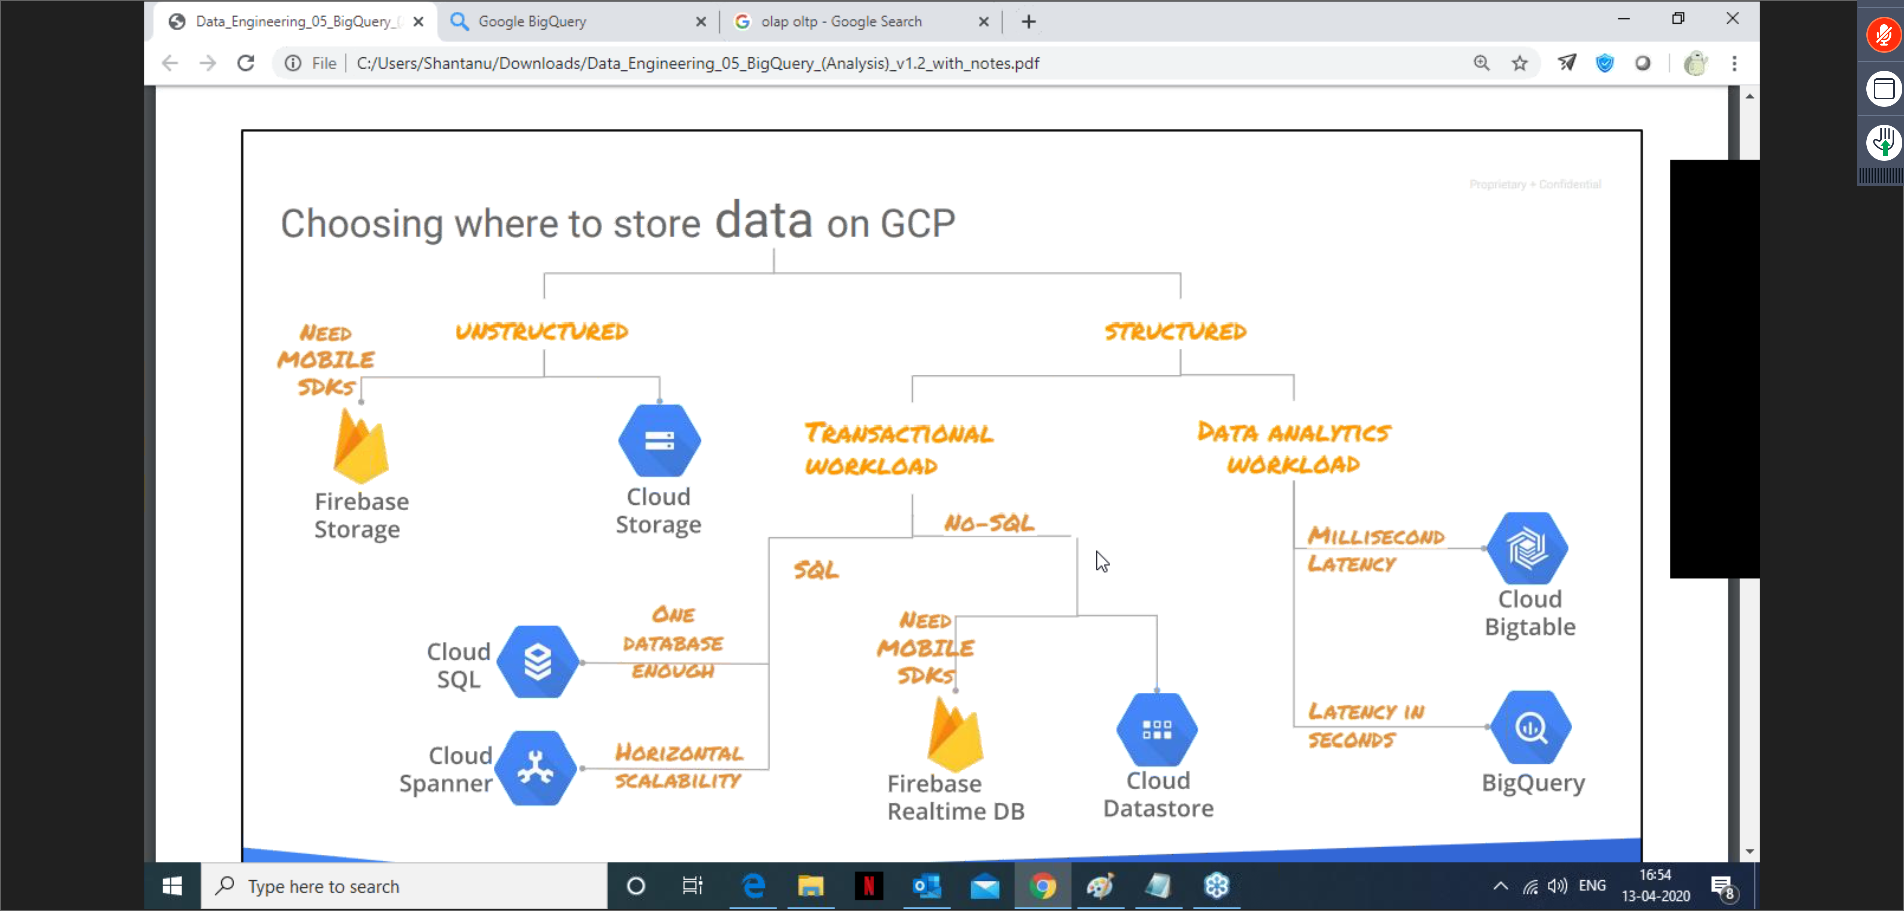 Data_Engineering_05_BigQuery_(
Google BigQuery
olap oltp - Google Search
File
C:/Users/Shantanu/Downloads/Data_Engineering_05_BigQuery_(Analysis)_v1.2_with_notes.pdf
Proprietary + Confidential
Choosing where to store data on GCP
UNSTRUCTURED
STRUCTURED
NEED
MOBILE
SDKs
Firebase
Storage
Cloud
Storage
TRANSACTIONAL
WORKLOAD
DATA ANALYTICS
WORKLOAD
NO-SQL
SQL
MILLISECOND
LATENCY
Cloud
Bigtable
ONE
DATABASE
ENOUGH
Cloud
SQL
NEED
MOBILE
SDKs
LATENCY IN
SECONDS
BigQuery
Cloud
Spanner
HORIZONTAL
SCALABILITY
Firebase
Realtime DB
Cloud
Datastore
Type here to search
N
ENG
16:54
13-04-2020
8